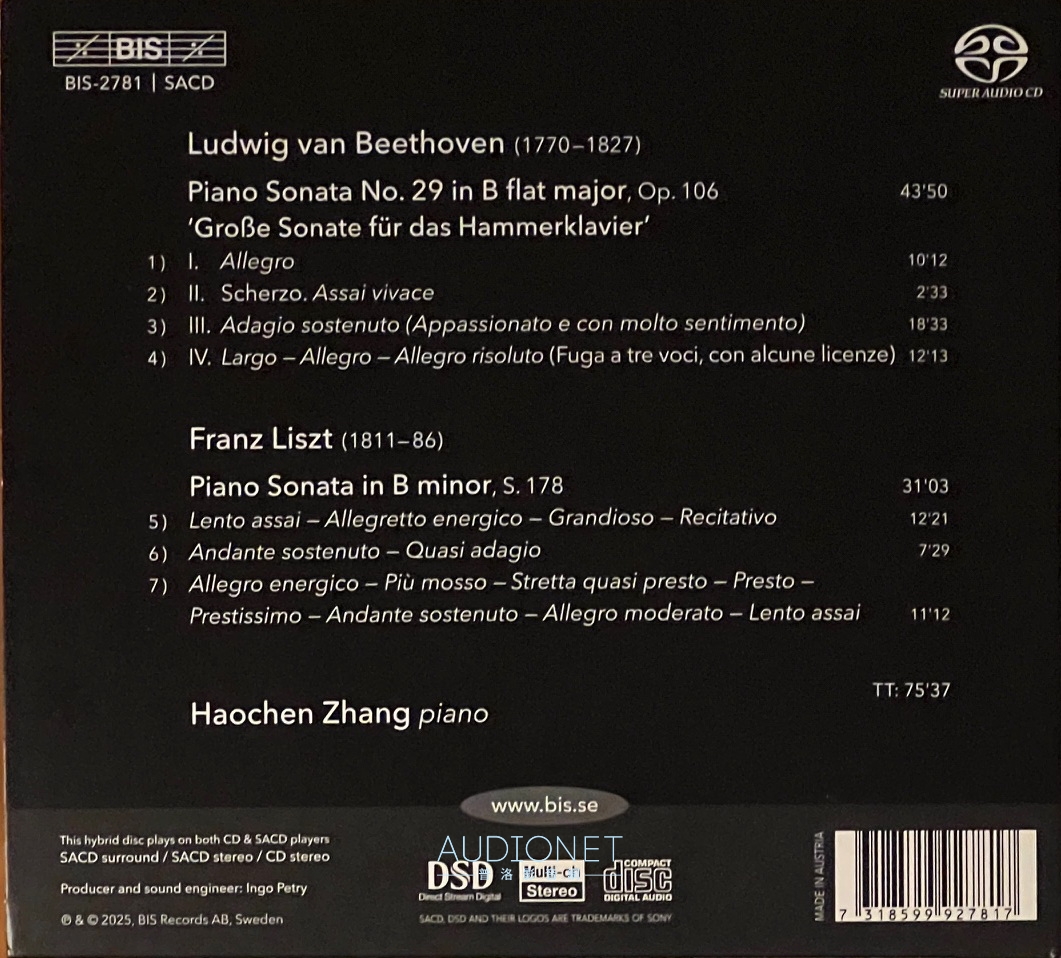 BIS
BIS-2781 | SACD
SUPER AUDIO CD
Ludwig van Beethoven (1770–1827)
Piano Sonata No. 29 in B flat major, Op. 106 43'50
‘Große Sonate für das Hammerklavier’
1) I. Allegro 10'12
2) II. Scherzo. Assai vivace 2'33
3) III. Adagio sostenuto (Appassionato e con molto sentimento) 18'33
4) IV. Largo – Allegro – Allegro risoluto (Fuga a tre voci, con alcune licenze) 12'13
Franz Liszt (1811–86)
Piano Sonata in B minor, S. 178 31'03
5) Lento assai – Allegretto energico – Grandioso – Recitativo 12'21
6) Andante sostenuto – Quasi adagio 7'29
7) Allegro energico – Più mosso – Stretta quasi presto – Presto –
Prestissimo – Andante sostenuto – Allegro moderato – Lento assai 11'12
TT: 75'37
Haochen Zhang piano
www.bis.se
This hybrid disc plays on both CD & SACD players
SACD surround / SACD stereo / CD stereo
Producer and sound engineer: Ingo Petry
℗ & © 2025, BIS Records AB, Sweden
AUDIONET
普洛
DSD
Direct Stream Digital
Multi-ch
Stereo
COMPACT
disc
DIGITAL AUDIO
SACD, DSD AND THEIR LOGOS ARE TRADEMARKS OF SONY
MADE IN AUSTRIA
7 318599 927817